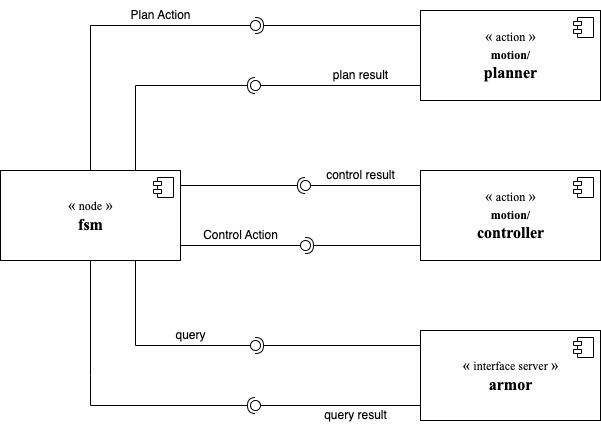 Plan Action
« action »
motion/
planner
plan result
control result
« node »
fsm
« action »
motion/
controller
Control Action
query
« interface server »
armor
query result